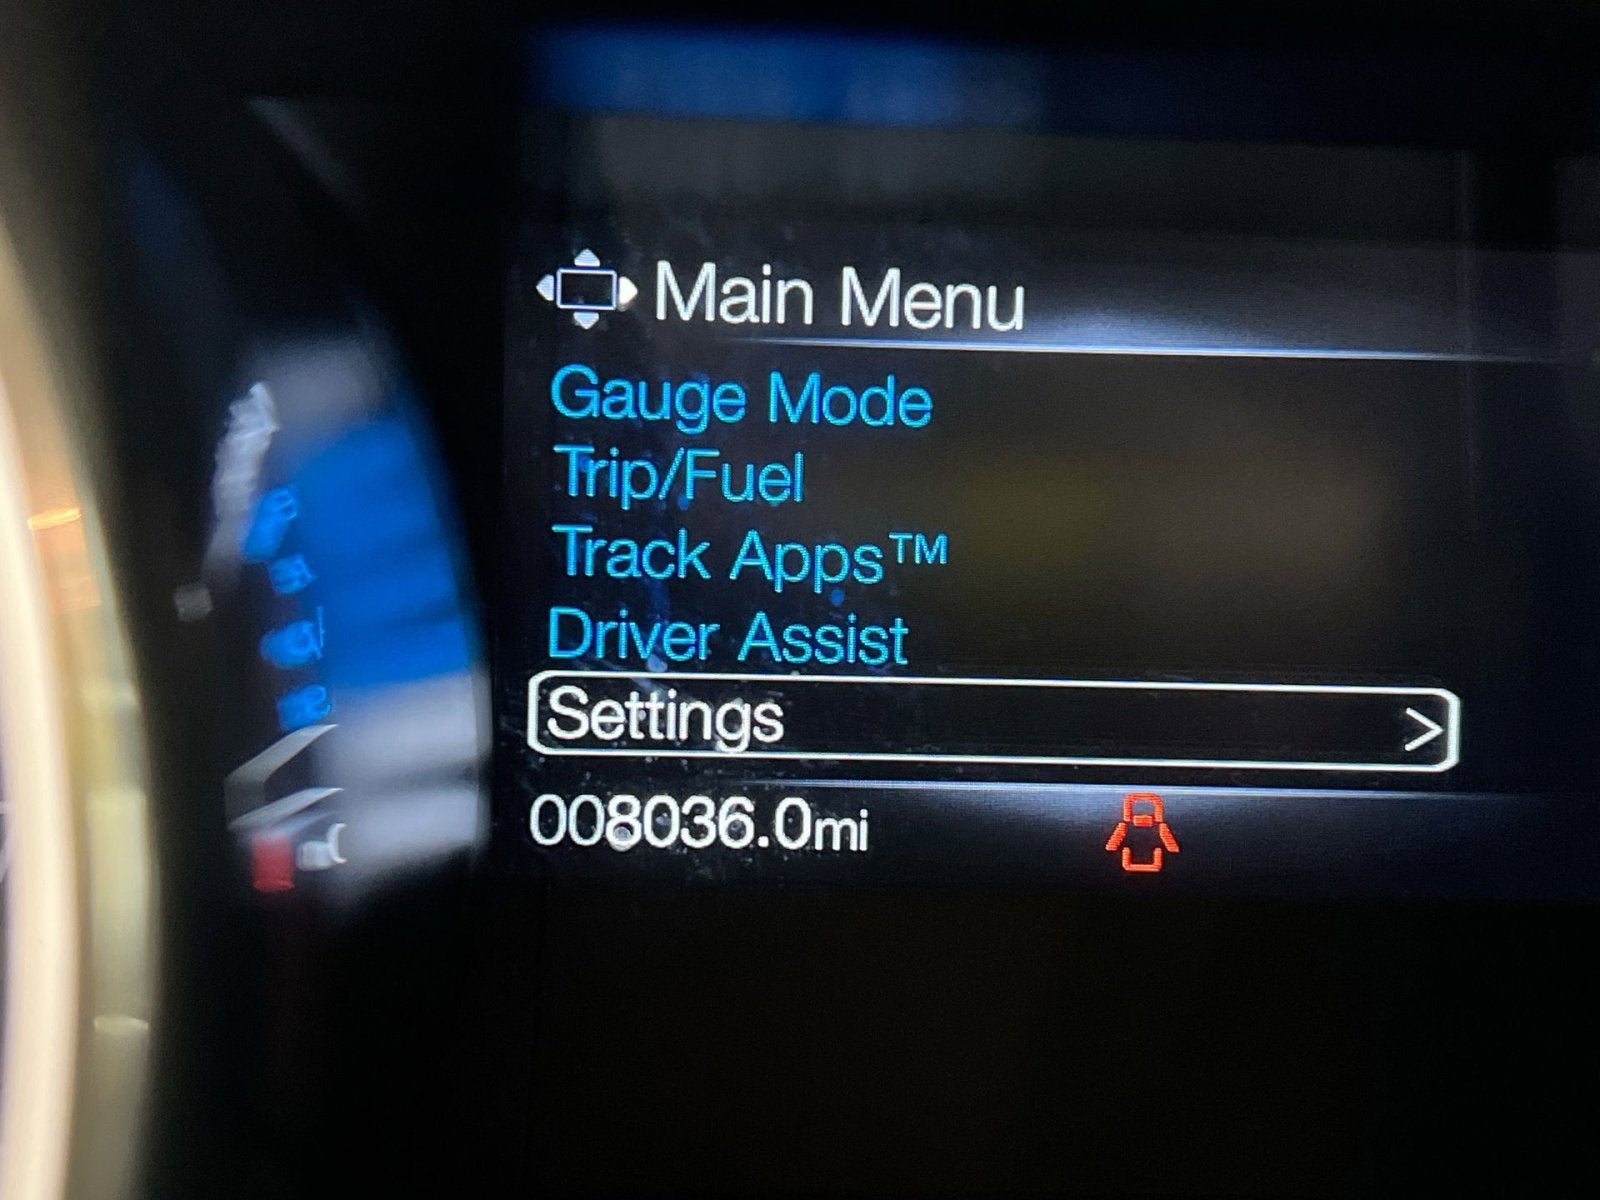 Main Menu
Gauge Mode
Trip/Fuel
Track Apps™
Driver Assist
Settings >
008036.0mi